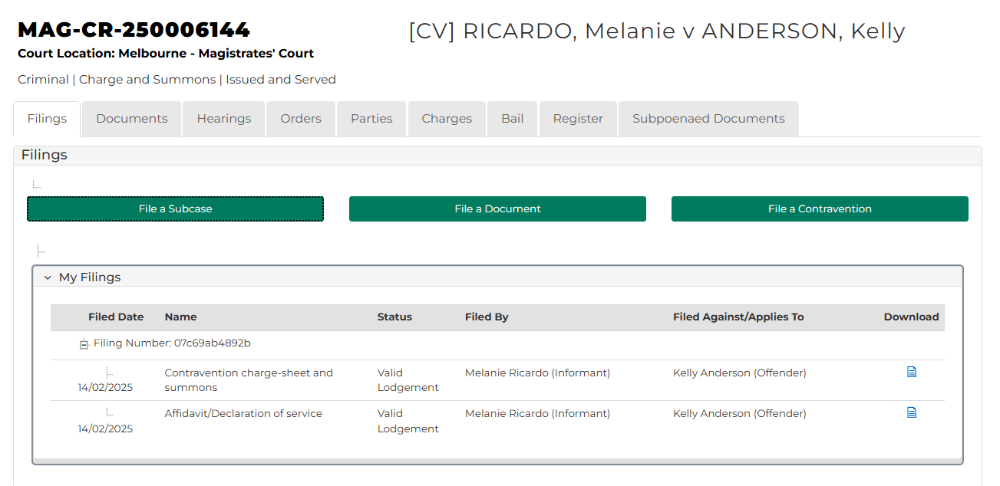 MAG-CR-250006144
[CV] RICARDO, Melanie v ANDERSON, Kelly
Court Location: Melbourne - Magistrates' Court
Criminal | Charge and Summons | Issued and Served
Filings Documents Hearings Orders Parties Charges Bail Register Subpoenaed Documents
Filings
File a Subcase File a Document File a Contravention
My Filings
Filed Date Name Status Filed By Filed Against/Applies To Download
Filing Number: 07c69ab4892b
14/02/2025 Contravention charge-sheet and summons Valid Lodgement Melanie Ricardo (Informant) Kelly Anderson (Offender)
14/02/2025 Affidavit/Declaration of service Valid Lodgement Melanie Ricardo (Informant) Kelly Anderson (Offender)